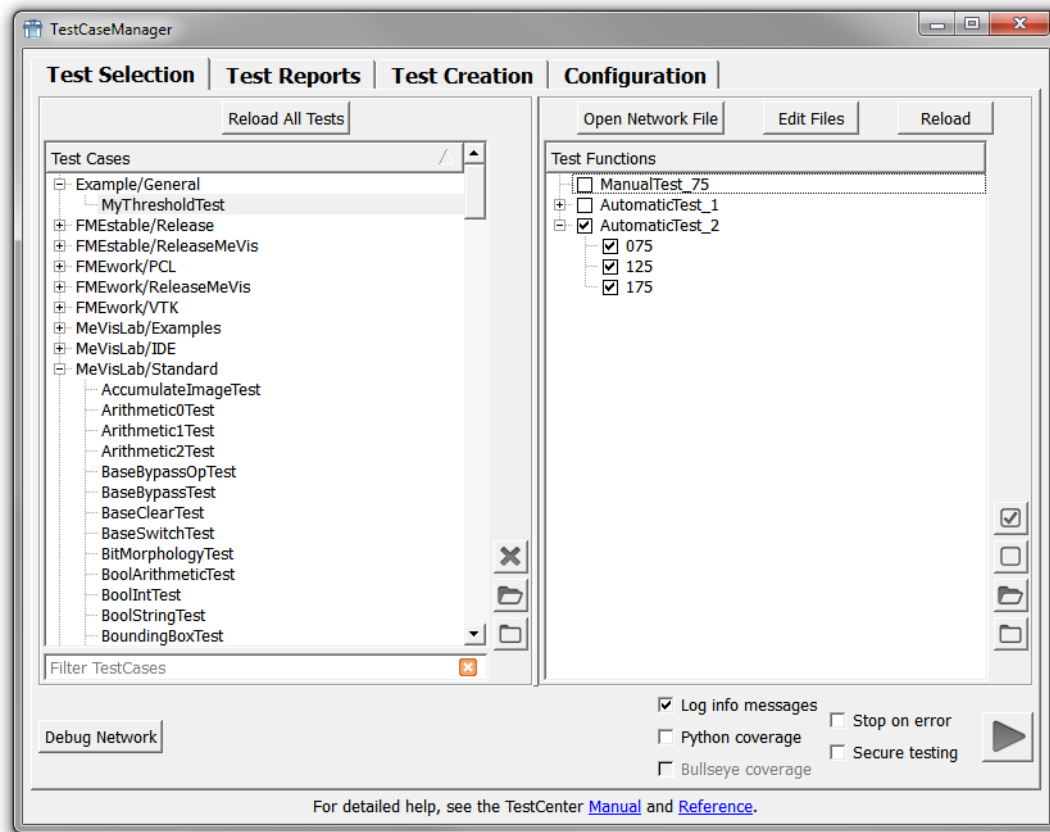 TestCaseManager
Test Selection Test Reports Test Creation Configuration
Reload All Tests
Test Cases
Example/General
MyThresholdTest
FMEstable/Release
FMEstable/ReleaseMeVis
FMEwork/PCL
FMEwork/ReleaseMeVis
FMEwork/VTK
MeVisLab/Examples
MeVisLab/IDE
MeVisLab/Standard
AccumulateImageTest
Arithmetic0Test
Arithmetic1Test
Arithmetic2Test
BaseBypassOpTest
BaseBypassTest
BaseClearTest
BaseSwitchTest
BitMorphologyTest
BoolArithmeticTest
BoolIntTest
BoolStringTest
BoundingBoxTest
Filter TestCases
Open Network File Edit Files Reload
Test Functions
ManualTest_75
AutomaticTest_1
AutomaticTest_2
075
125
175
Debug Network
Log info messages
Python coverage
Bullseye coverage
Stop on error
Secure testing
For detailed help, see the TestCenter Manual and Reference.